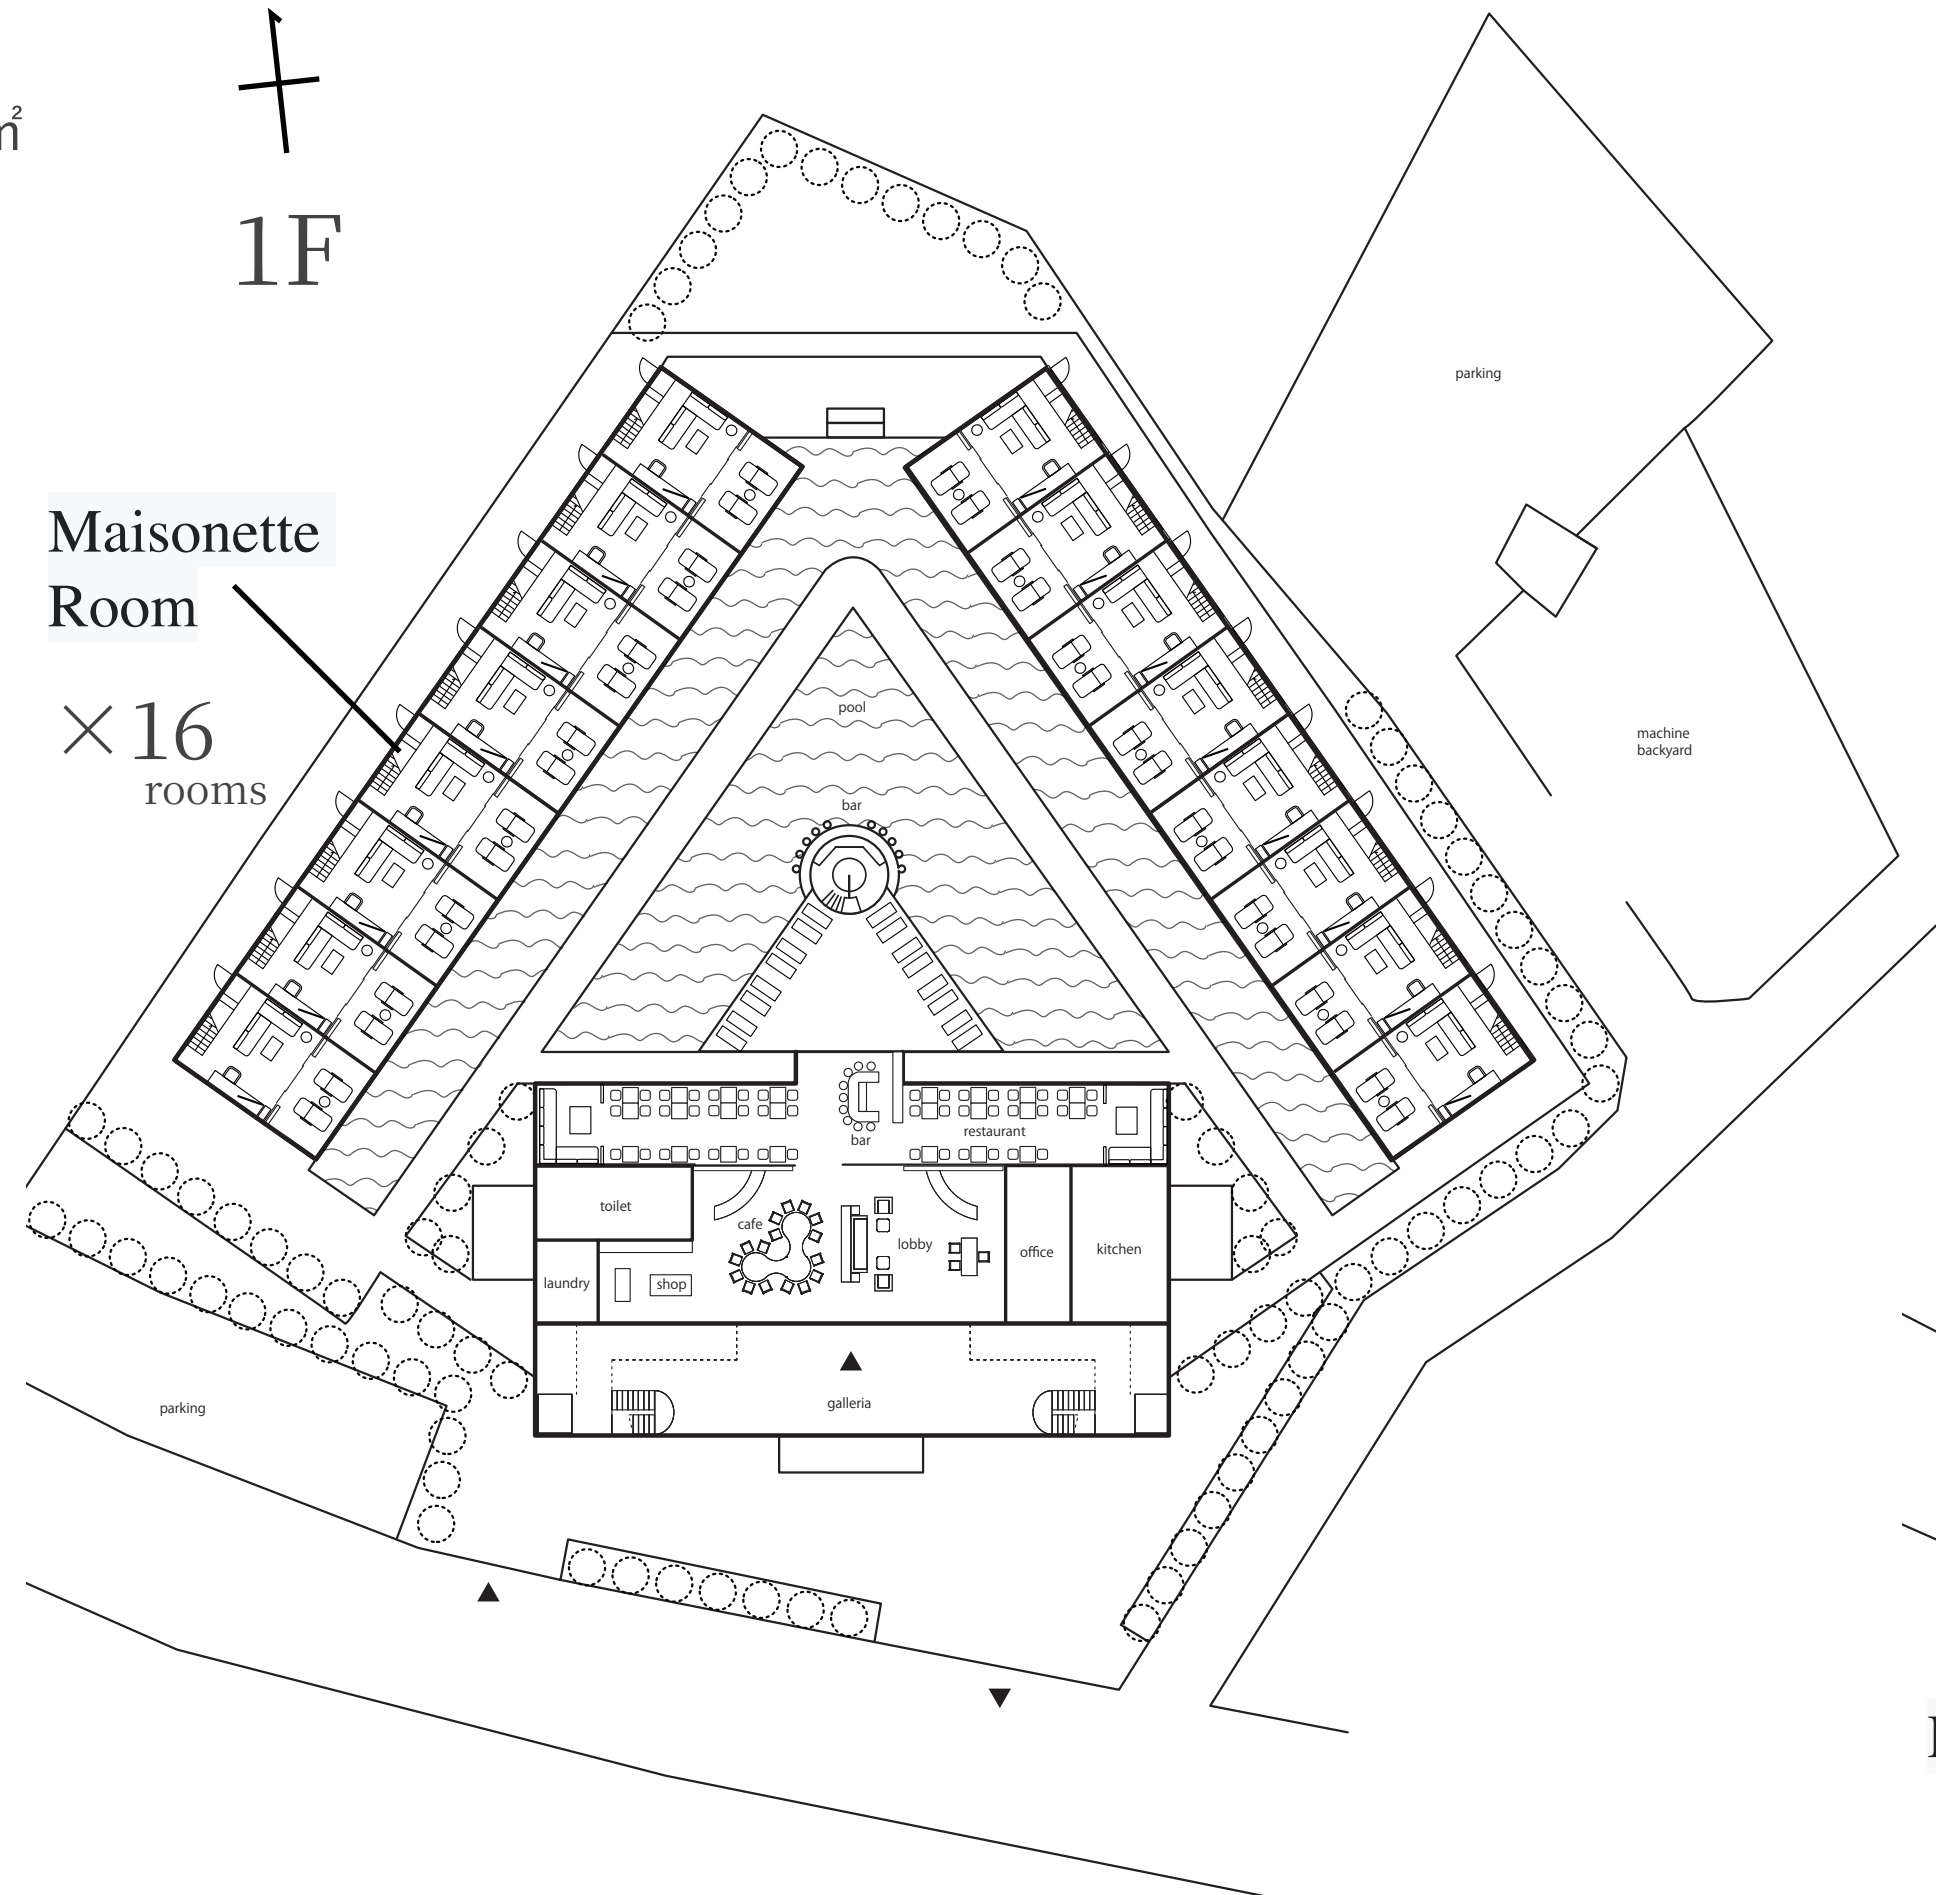 ㎡
1F
parking
Maisonette
Room
×16
rooms
pool
machine
backyard
bar
bar
restaurant
toilet
cafe
lobby
office
kitchen
laundry
shop
galleria
parking